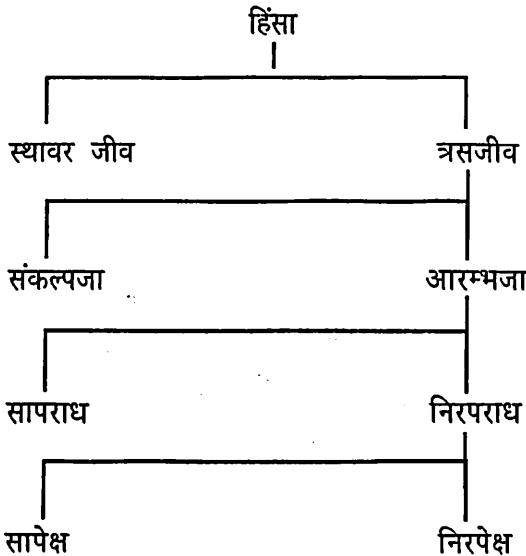 हिंसा
स्थावर जीव त्रसजीव
संकल्पजा आरम्भजा
सापराध निरपराध
सापेक्ष निरपेक्ष